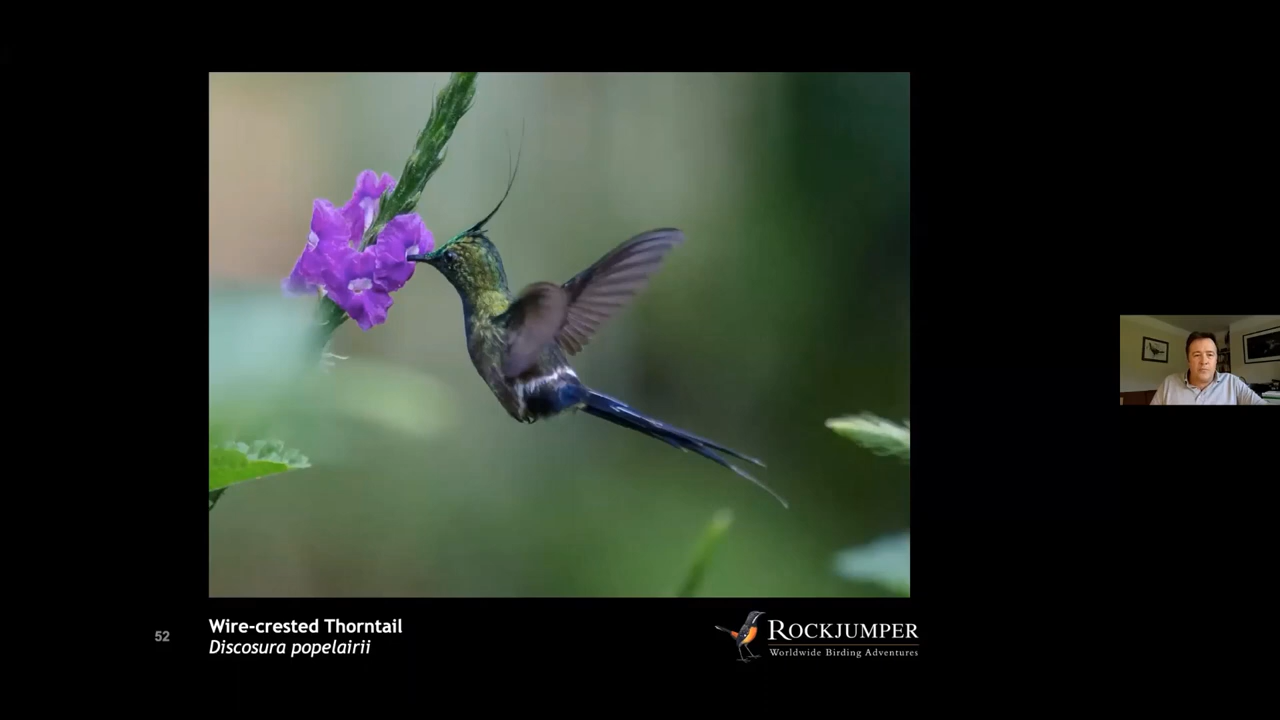 52
Wire-crested Thorntail
Discosura popelairii
ROCKJUMPER
Worldwide Birding Adventures